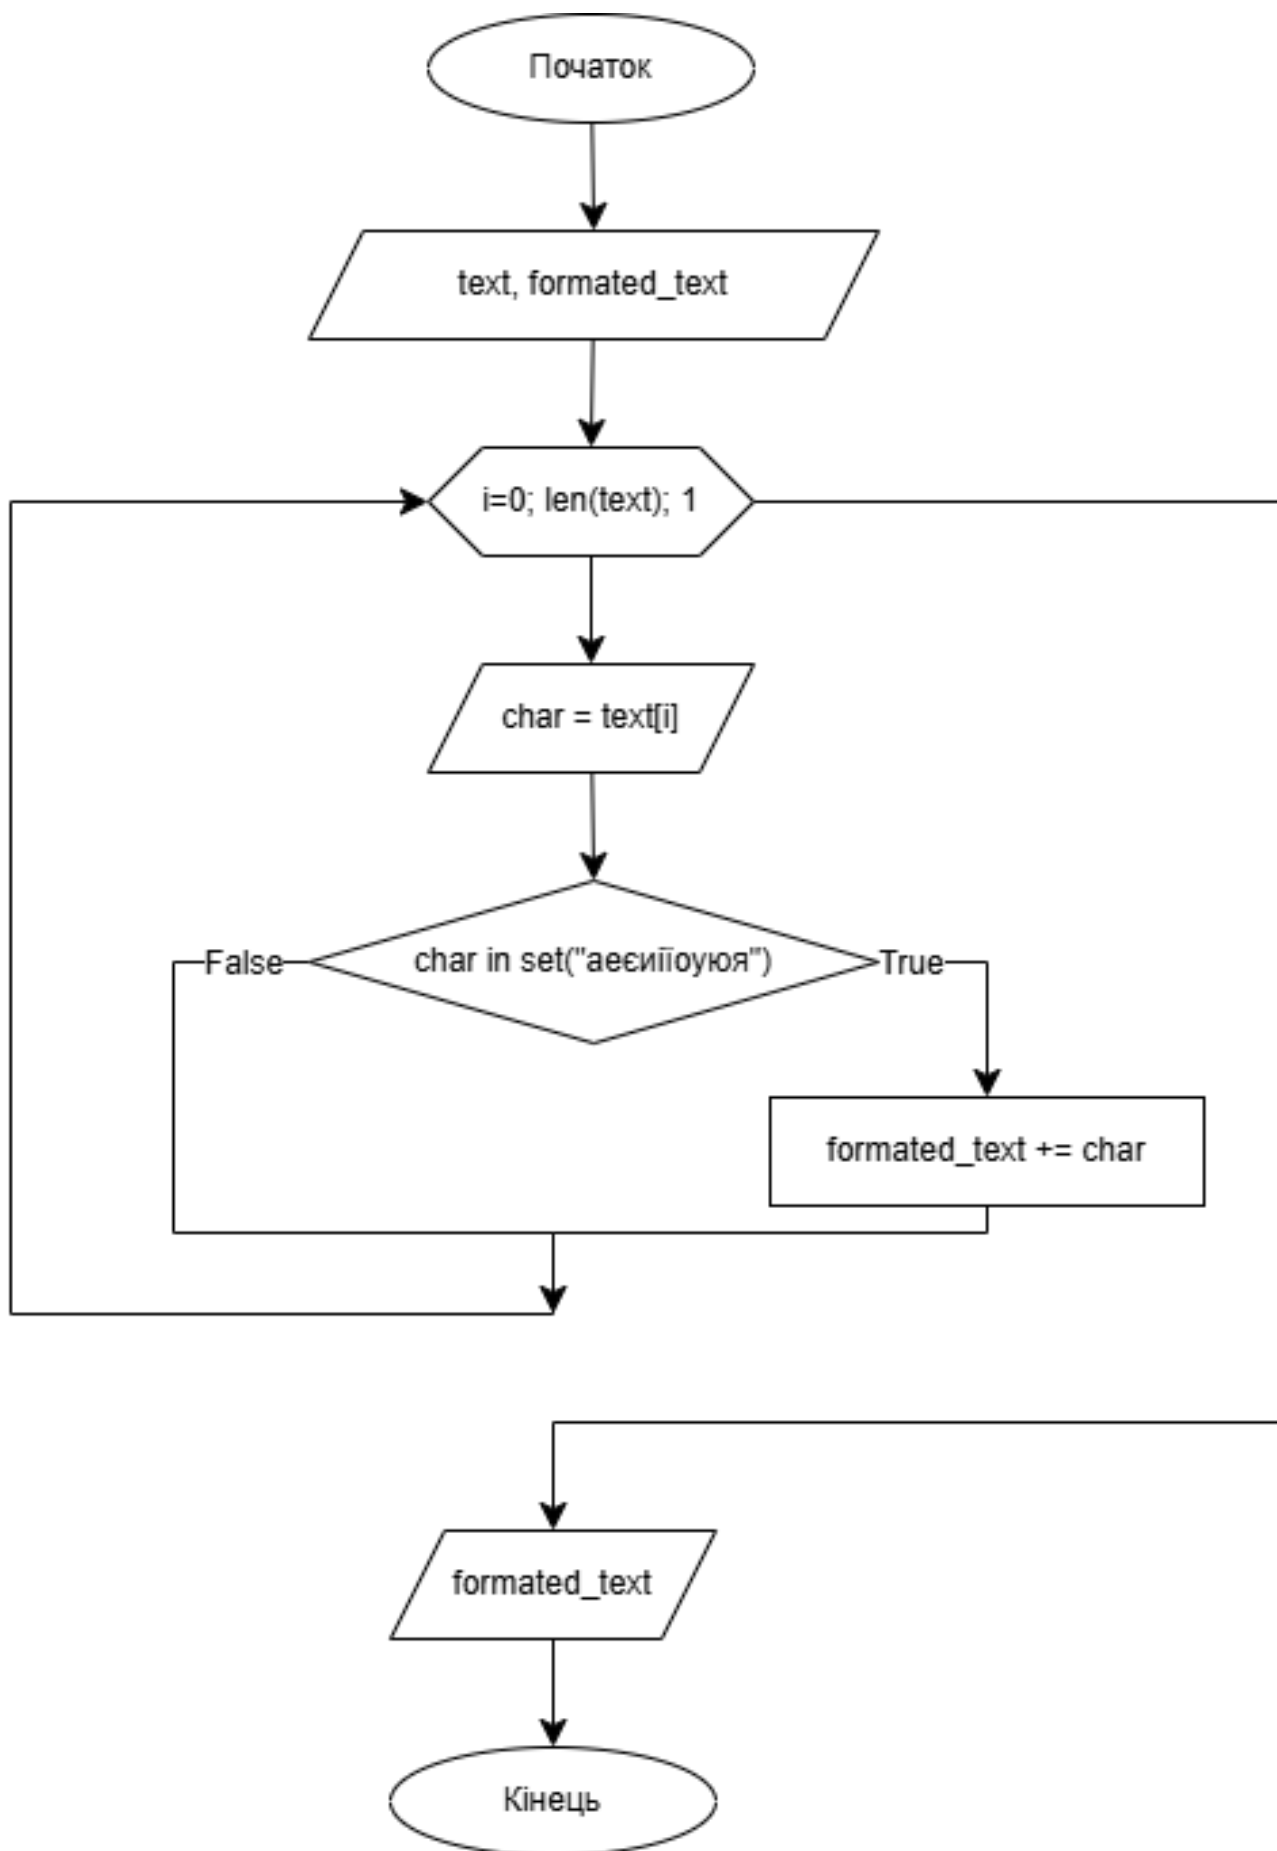 Початок
text, formated_text
i=0; len(text); 1
char = text[i]
False
char in set("аеєиіїоуюя")
True
formated_text += char
formated_text
Кінець